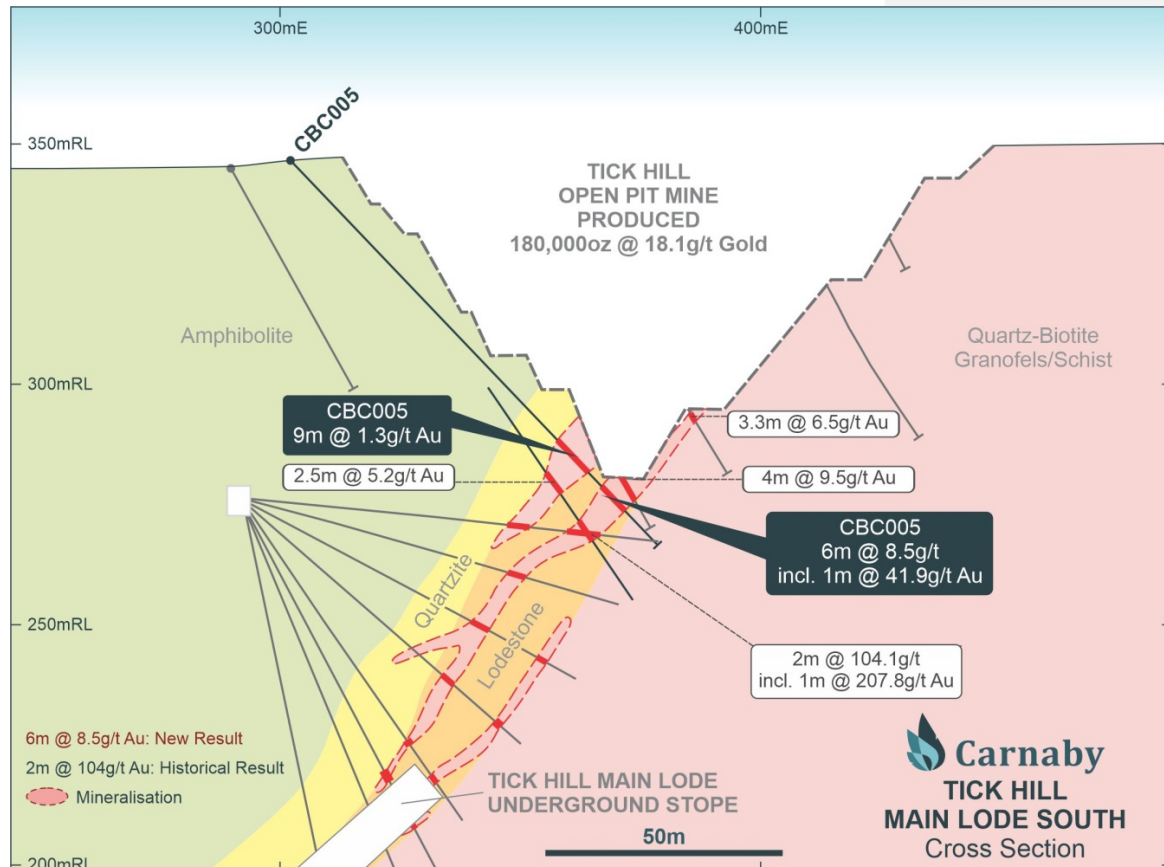 300mE
400mE
CBC005
350mRL
TICK HILL
OPEN PIT MINE
PRODUCED
180,000oz @ 18.1g/t Gold
Amphibolite
Quartz-Biotite
Granofels/Schist
300mRL
CBC005
9m @ 1.3g/t Au
3.3m @ 6.5g/t Au
2.5m @ 5.2g/t Au
4m @ 9.5g/t Au
CBC005
6m @ 8.5g/t
incl. 1m @ 41.9g/t Au
Quartzite
Lodestone
250mRL
2m @ 104.1g/t
incl. 1m @ 207.8g/t Au
6m @ 8.5g/t Au: New Result
2m @ 104g/t Au: Historical Result
Mineralisation
TICK HILL MAIN LODE
UNDERGROUND STOPE
Carnaby
TICK HILL
MAIN LODE SOUTH
Cross Section
50m
200mRL